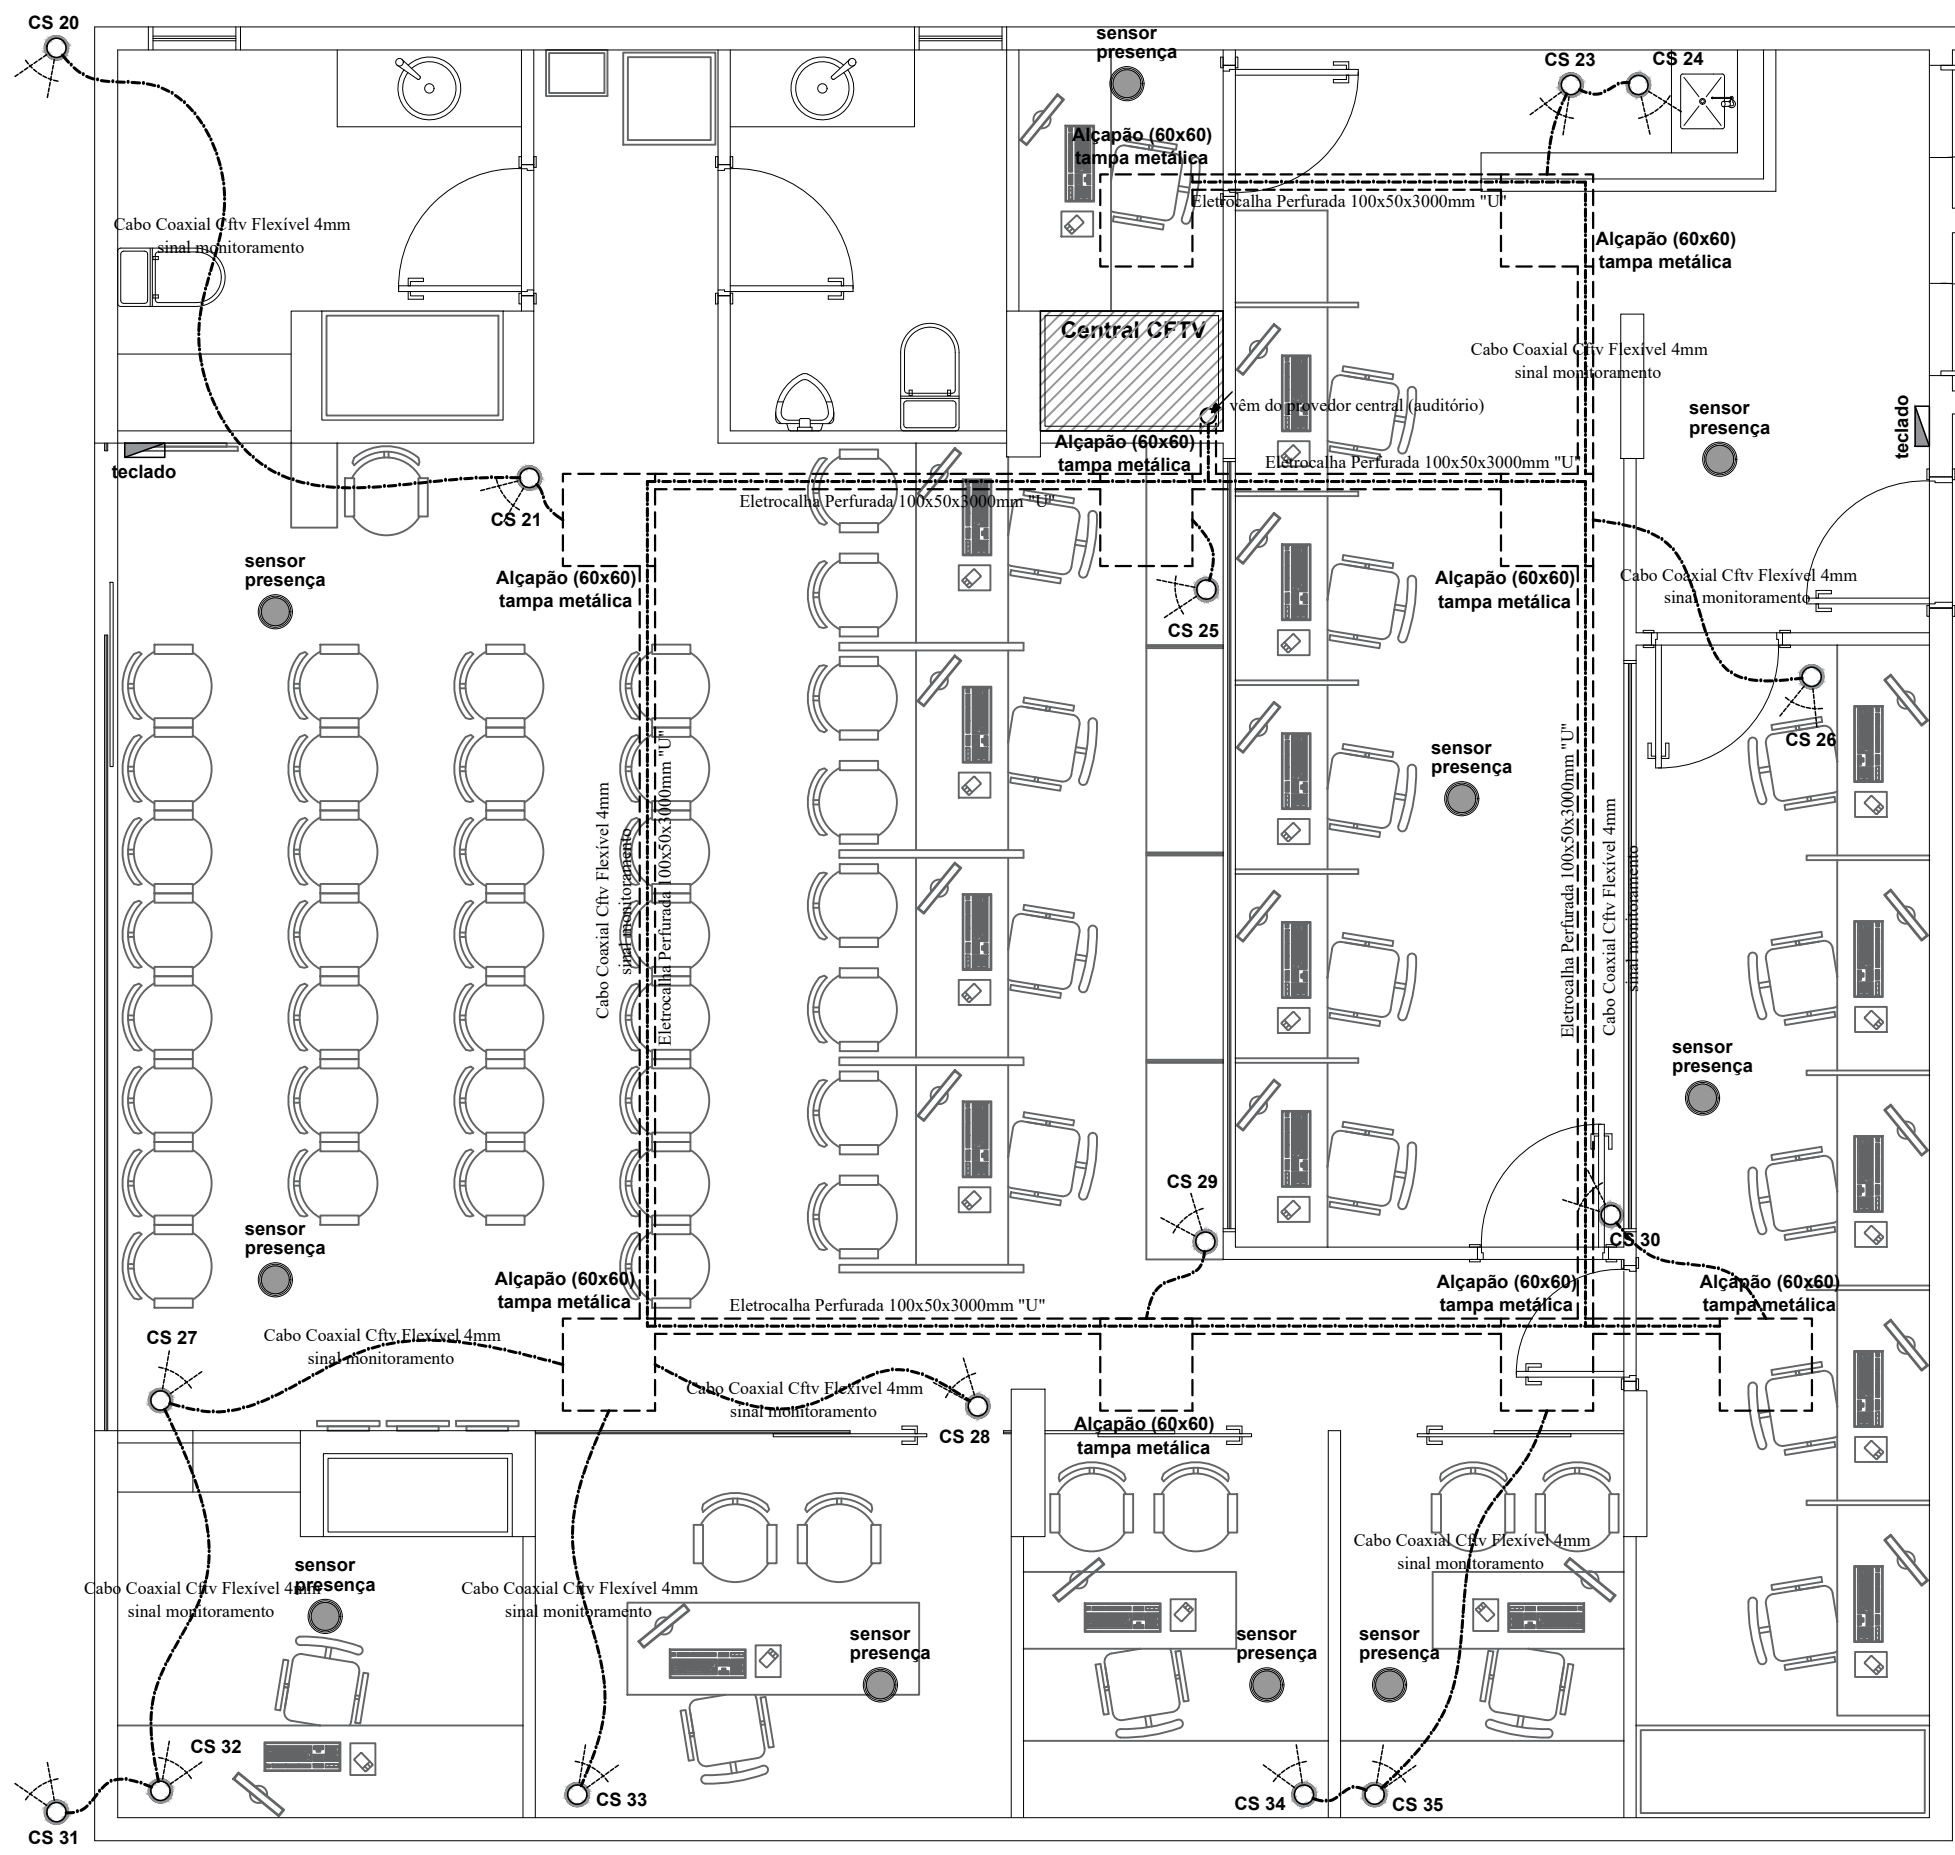 CS 20
sensor
presença
CS 23
CS 24
Alçapão (60x60)
tampa metálica
Eletrocalha Perfurada 100x50x3000mm "U"
Cabo Coaxial Cftv Flexível 4mm
sinal monitoramento
Alçapão (60x60)
tampa metálica
Central CFTV
Cabo Coaxial Cftv Flexível 4mm
sinal monitoramento
vêm do provedor central (auditório)
sensor
presença
teclado
teclado
Alçapão (60x60)
tampa metálica
Eletrocalha Perfurada 100x50x3000mm "U"
Eletrocalha Perfurada 100x50x3000mm "U"
CS 21
sensor
presença
Alçapão (60x60)
tampa metálica
Alçapão (60x60)
tampa metálica
Cabo Coaxial Cftv Flexível 4mm
sinal monitoramento
CS 25
CS 26
sensor
presença
Cabo Coaxial Cftv Flexível 4mm
sinal monitoramento
Eletrocalha Perfurada 100x50x3000mm "U"
Eletrocalha Perfurada 100x50x3000mm "U"
Cabo Coaxial Cftv Flexível 4mm
sinal monitoramento
sensor
presença
CS 29
sensor
presença
CS 30
Alçapão (60x60)
tampa metálica
Eletrocalha Perfurada 100x50x3000mm "U"
Alçapão (60x60)
tampa metálica
Alçapão (60x60)
tampa metálica
CS 27
Cabo Coaxial Cftv Flexível 4mm
sinal monitoramento
Cabo Coaxial Cftv Flexível 4mm
sinal monitoramento
CS 28
Alçapão (60x60)
tampa metálica
Cabo Coaxial Cftv Flexível 4mm
sinal monitoramento
sensor
presença
Cabo Coaxial Cftv Flexível 4mm
sinal monitoramento
Cabo Coaxial Cftv Flexível 4mm
sinal monitoramento
sensor
presença
sensor
presença
sensor
presença
CS 32
CS 33
CS 34
CS 35
CS 31